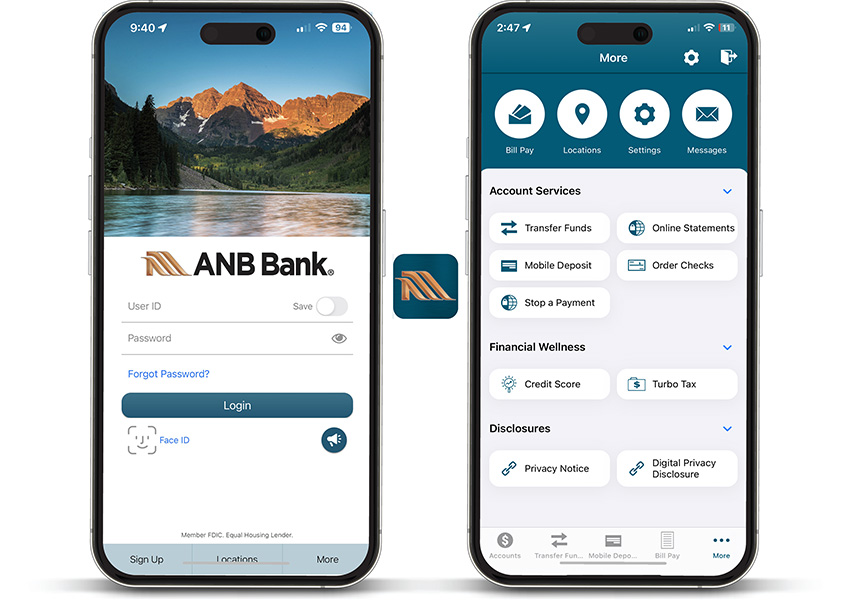 9:40
94
ANB Bank®
User ID
Save
Password
Forgot Password?
Login
Face ID
Member FDIC. Equal Housing Lender.
Sign Up
Locations
More
2:47
11
More
Bill Pay
Locations
Settings
Messages
Account Services
Transfer Funds
Online Statements
Mobile Deposit
Order Checks
Stop a Payment
Financial Wellness
Credit Score
Turbo Tax
Disclosures
Privacy Notice
Digital Privacy
Disclosure
Accounts
Transfer Fun...
Mobile Depo...
Bill Pay
More